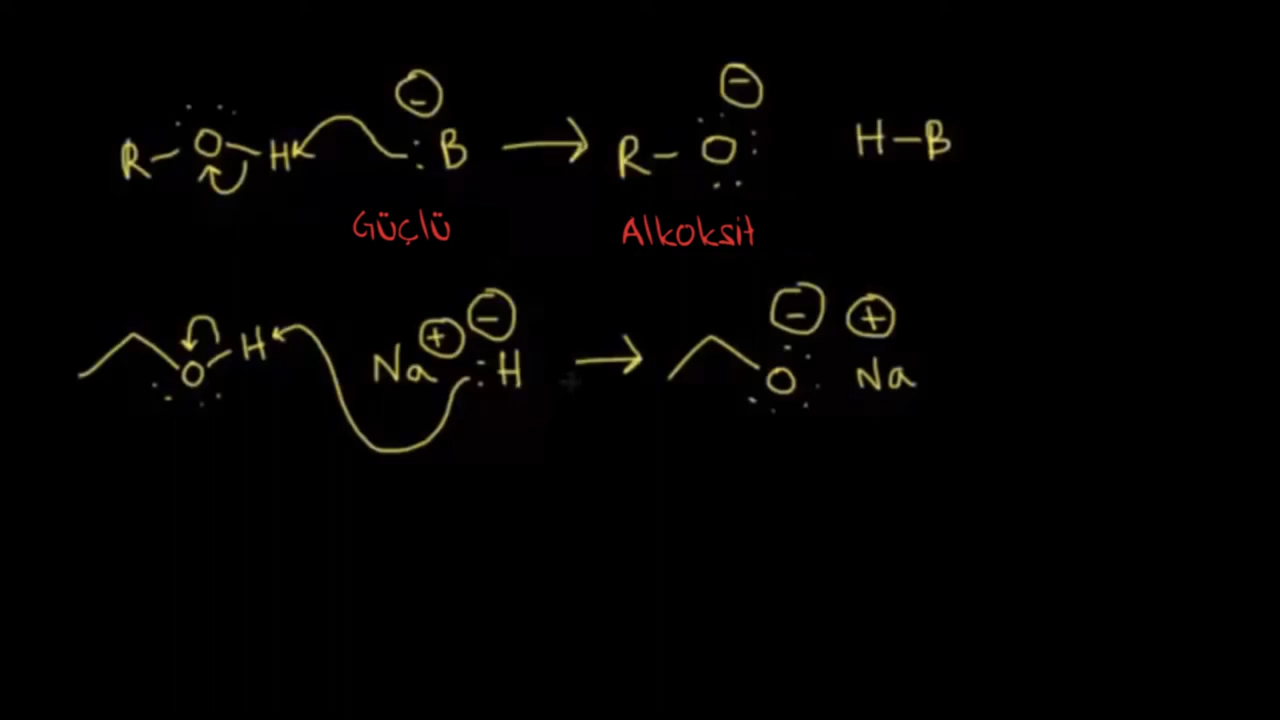 R-O-H :B⊖ → R-O⊖ H-B
Güçlü Alkoksit
O-H Na⊕ ⊖:H → O⊖ Na⊕